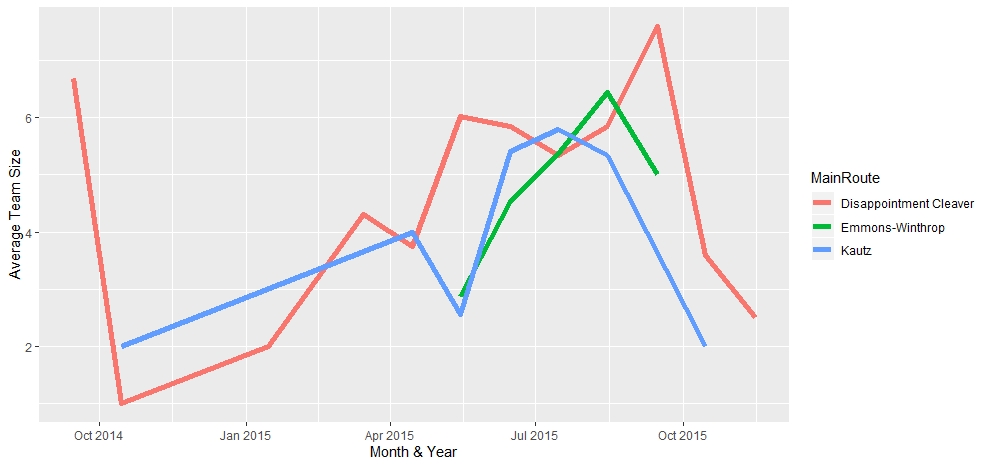 Average Team Size
6
4
2
Oct 2014
Jan 2015
Apr 2015
Jul 2015
Oct 2015
Month & Year
MainRoute
Disappointment Cleaver
Emmons-Winthrop
Kautz